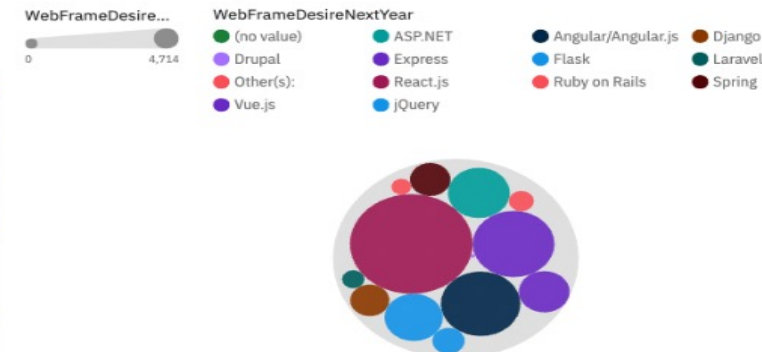 WebFrameDesire...
0 4,714
WebFrameDesireNextYear
(no value) ASP.NET Angular/Angular.js Django
Drupal Express Flask Laravel
Other(s): React.js Ruby on Rails Spring
Vue.js jQuery